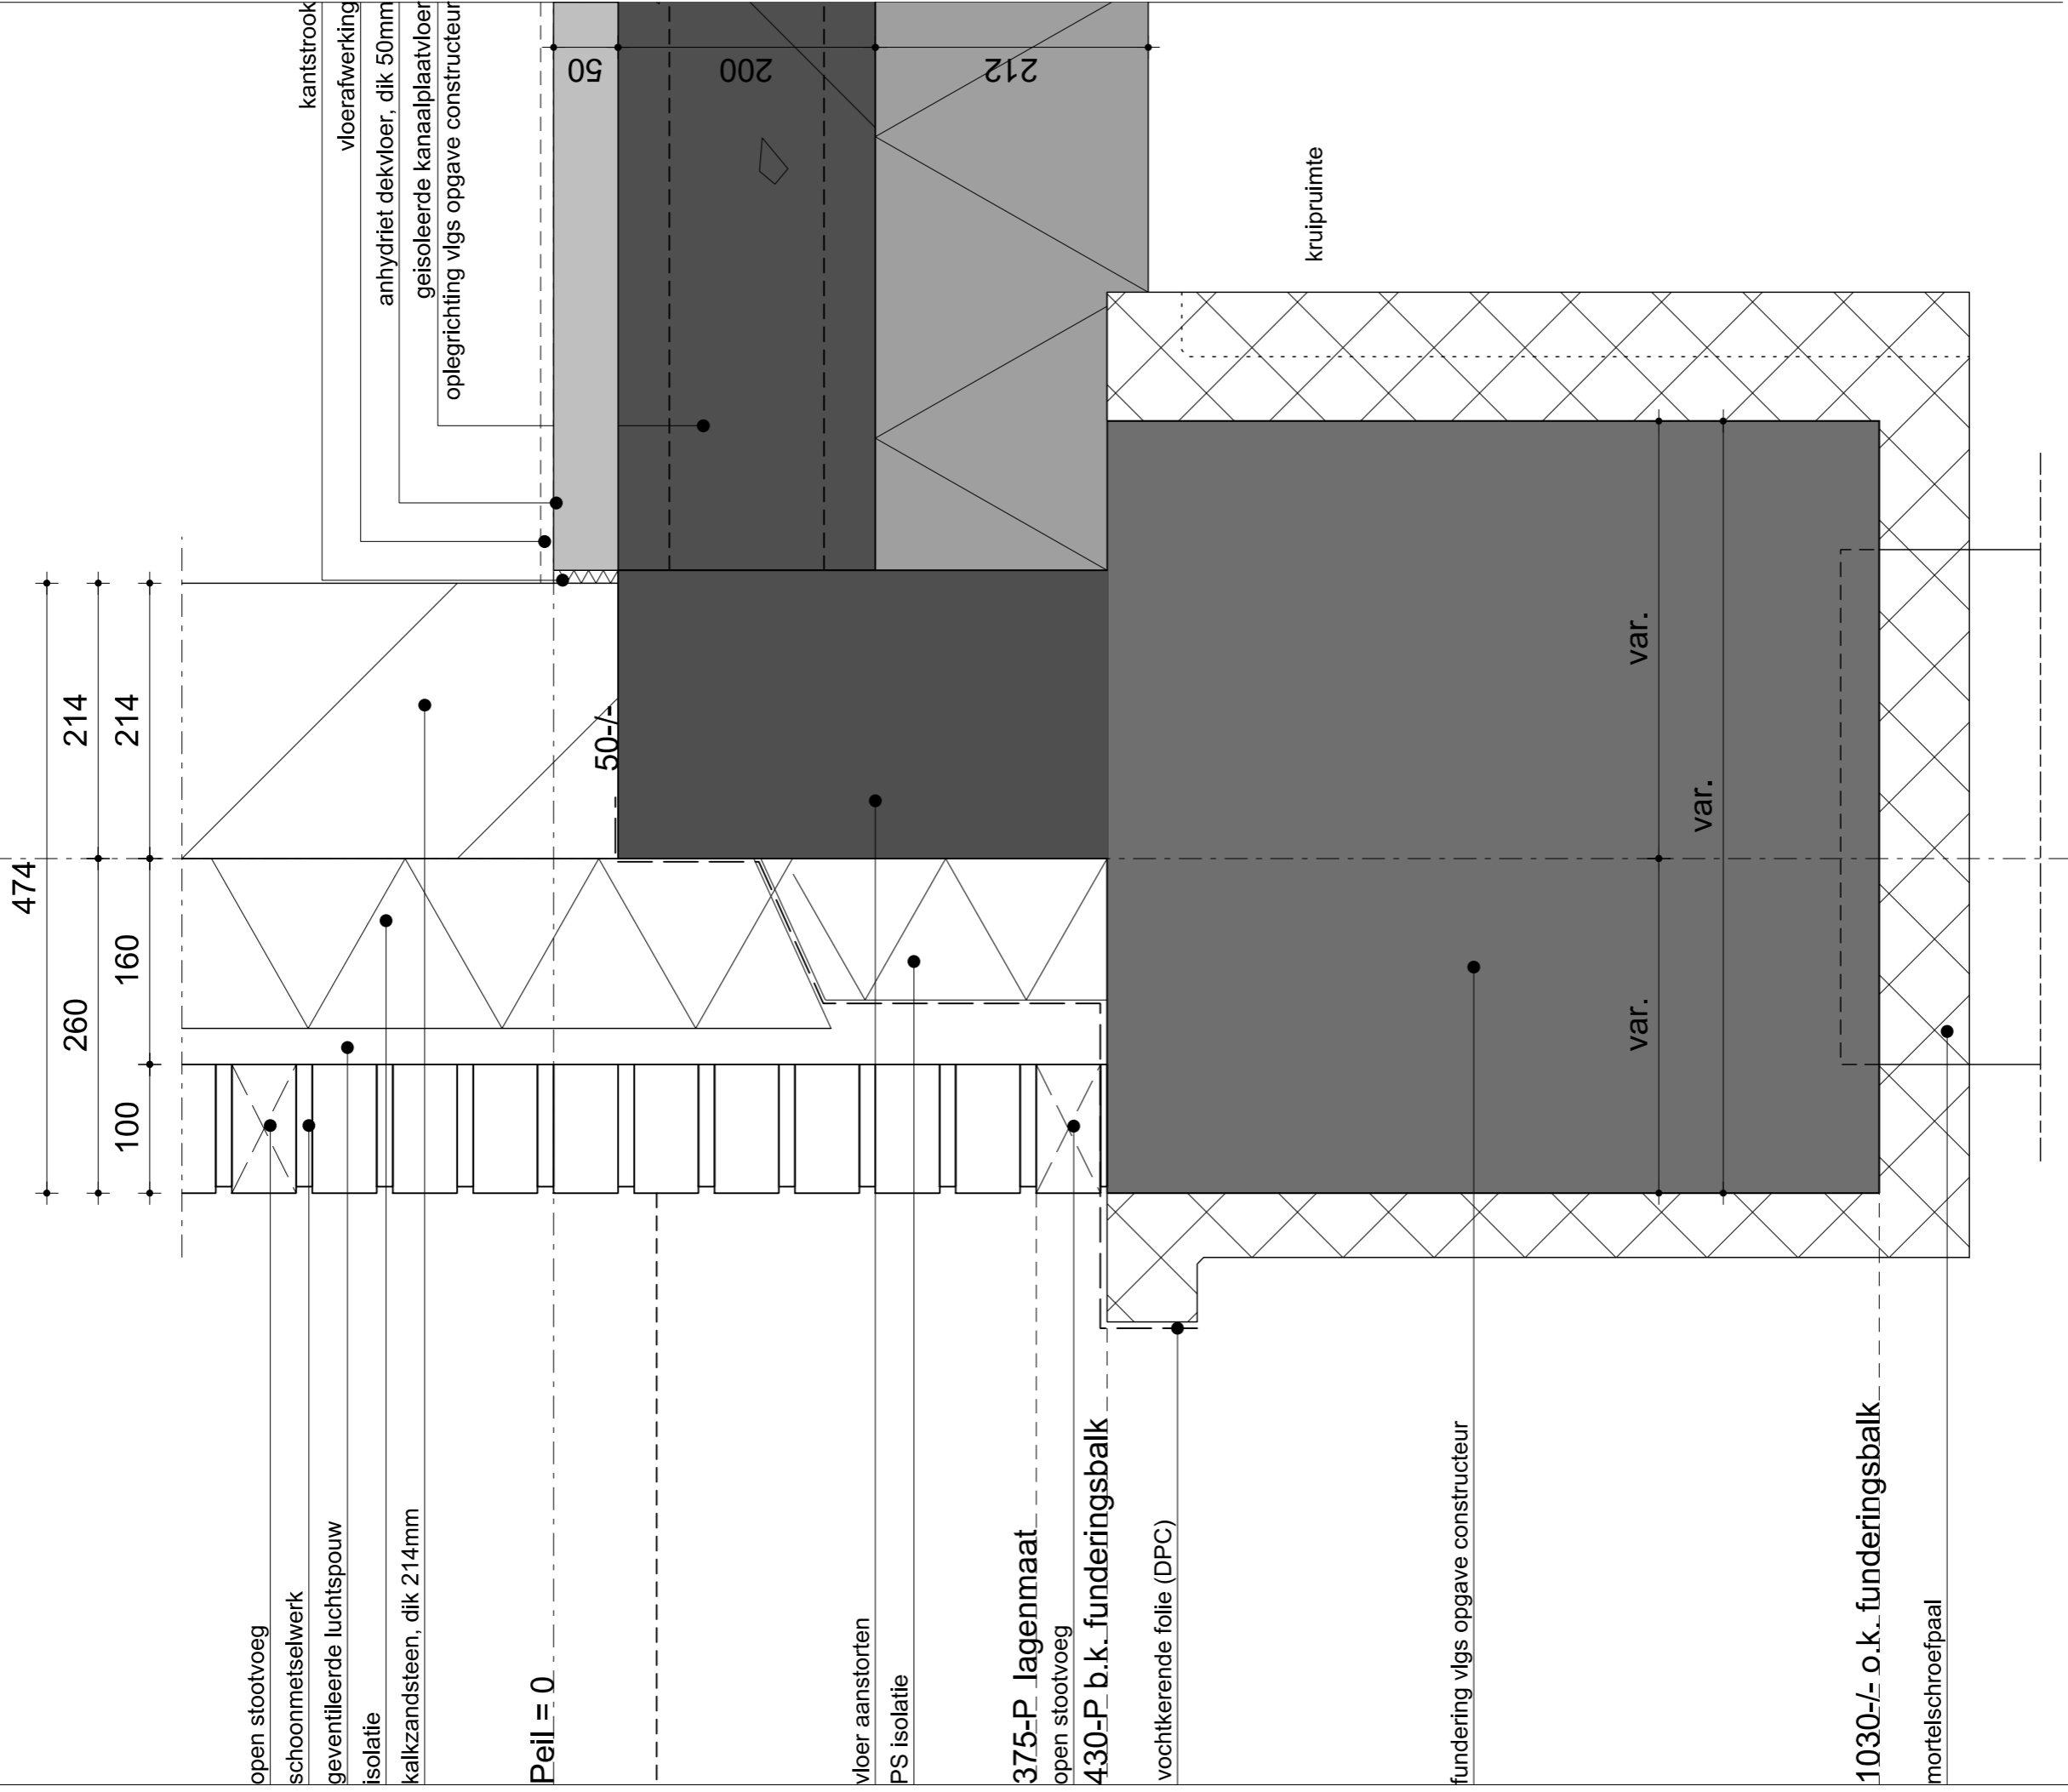 kantstrook
vloerafwerking
anhydriet dekvloer, dik 50mm
geisoleerde kanaalplaatvloer
oplegrichting vlgs opgave constructeur
50
200
212
kruipruimte
474
214
260
214
160
100
50-/-
var.
var.
var.
open stootvoeg
schoonmetselwerk
geventileerde luchtspouw
isolatie
kalkzandsteen, dik 214mm
Peil = 0
vloer aanstorten
PS isolatie
375-P lagenmaat
open stootvoeg
430-P b.k. funderingsbalk
vochtkerende folie (DPC)
fundering vlgs opgave constructeur
1030-/- o.k. funderingsbalk
mortelschroefpaal